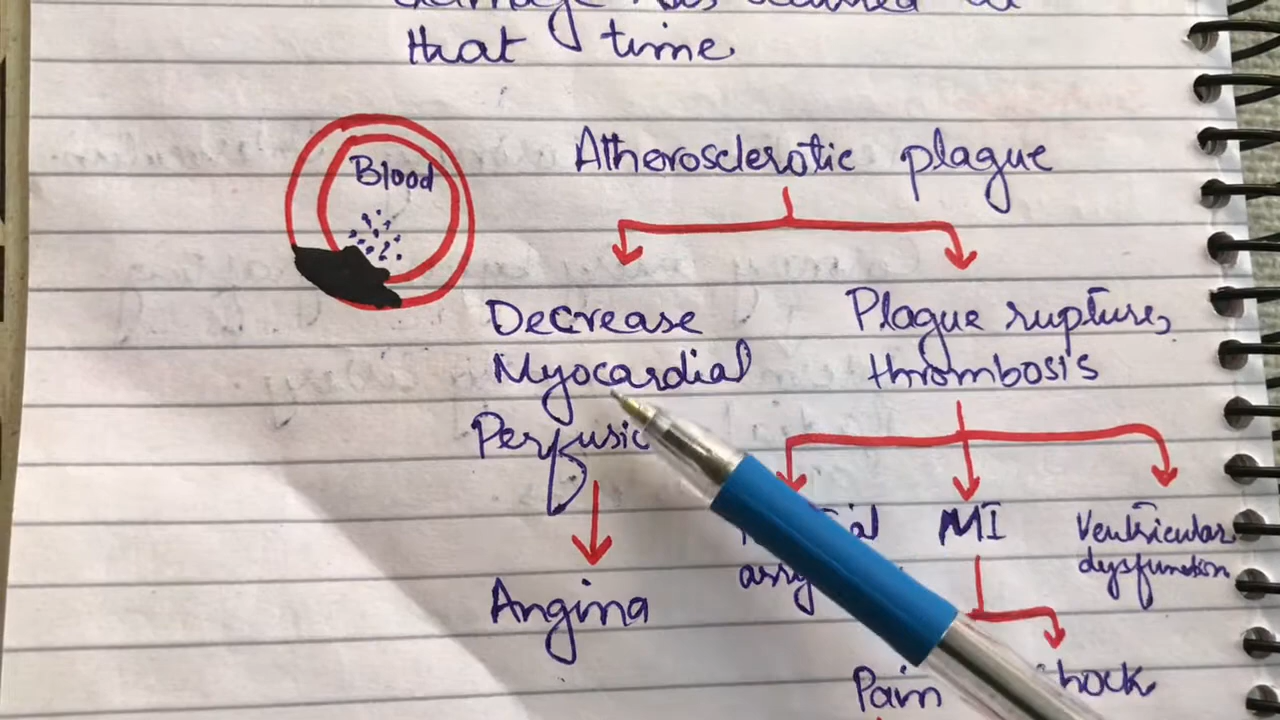 that time
Blood
Atherosclerotic plague
Decrease
Myocardial
Plague rupture,
thrombosis
MI
Ventricular
dysfunction
Angina
Pain